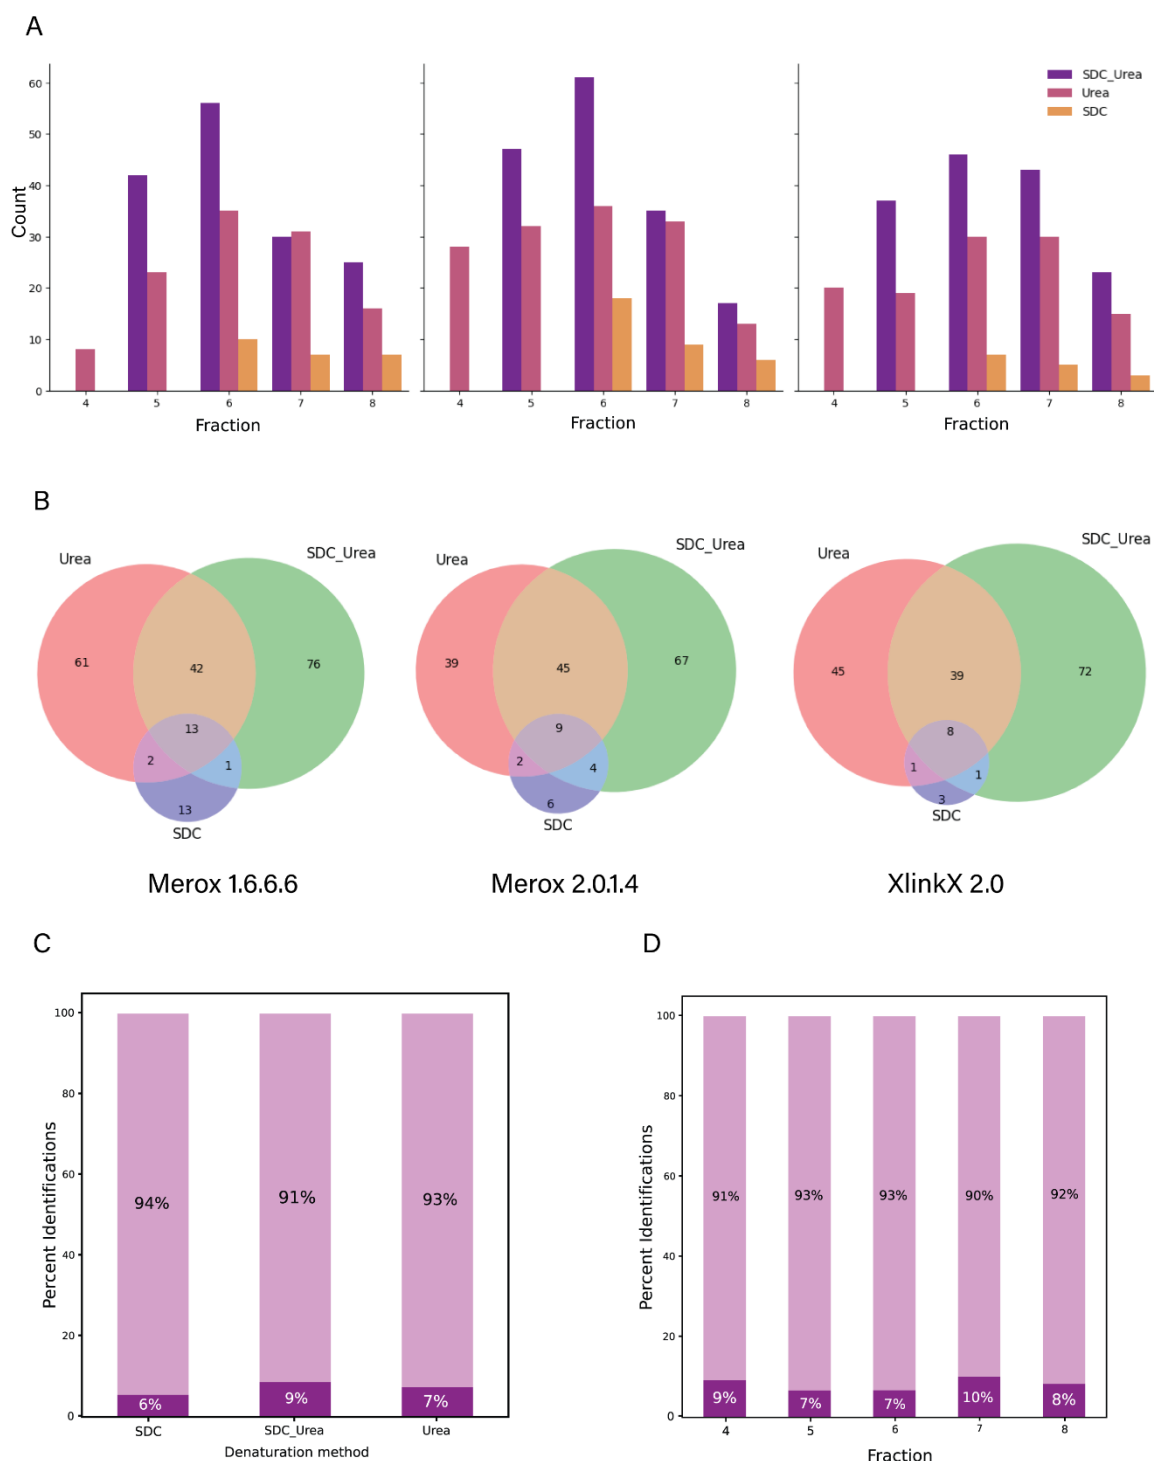 A
60
50
40
30
20
10
0
Count
4 5 6 7 8
Fraction
4 5 6 7 8
Fraction
4 5 6 7 8
Fraction
SDC_Urea
Urea
SDC
B
Urea
SDC_Urea
61
42
76
13
2
1
13
SDC
Merox 1.6.6.6
Urea
SDC_Urea
39
45
67
9
2
4
6
SDC
Merox 2.0.1.4
Urea
SDC_Urea
45
39
72
8
1
1
3
SDC
XlinkX 2.0
C
100
80
60
40
20
0
Percent Identifications
94%
91%
93%
6%
9%
7%
SDC SDC_Urea Urea
Denaturation method
D
100
80
60
40
20
0
Percent Identifications
91%
93%
93%
90%
92%
9%
7%
7%
10%
8%
4 5 6 7 8
Fraction